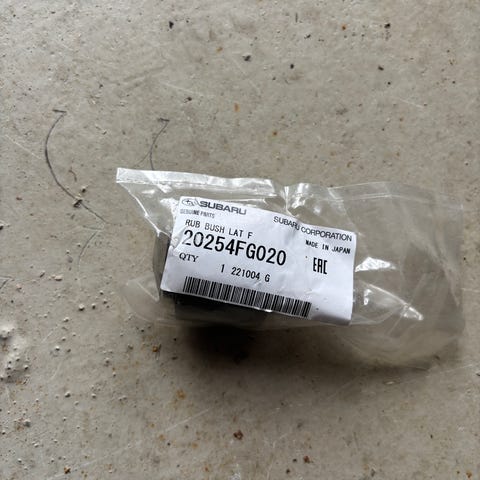 SUBARU
GENUINE PARTS
SUBARU CORPORATION
RUB BUSH LAT F
MADE IN JAPAN
20254FG020
QTY
EAC
1 221004 G